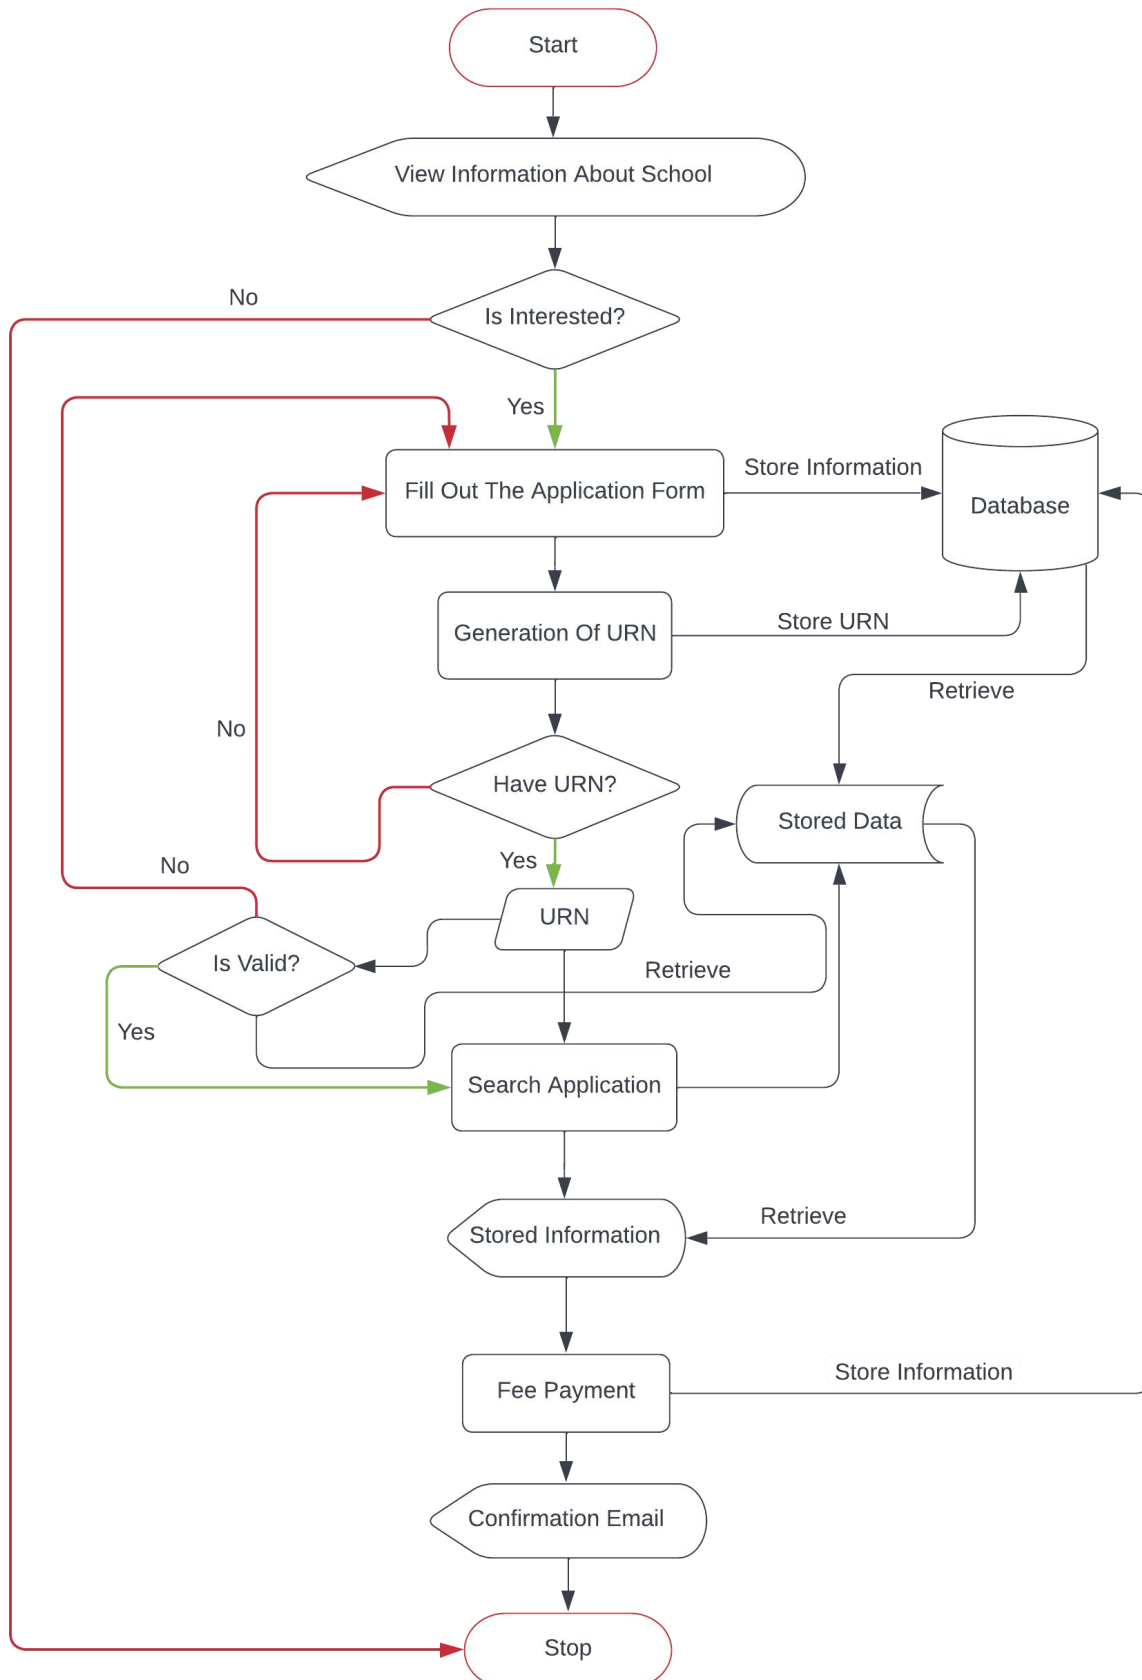 Start
View Information About School
No
Is Interested?
Yes
Fill Out The Application Form
Store Information
Database
Generation Of URN
Store URN
Retrieve
No
Have URN?
Stored Data
Yes
No
URN
Is Valid?
Retrieve
Yes
Search Application
Stored Information
Retrieve
Fee Payment
Store Information
Confirmation Email
Stop